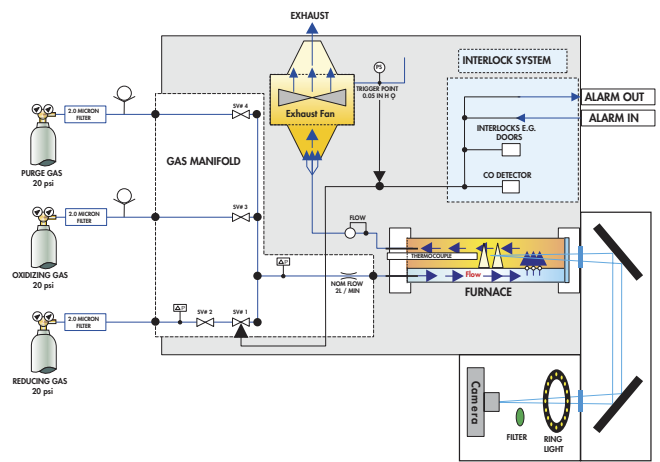 EXHAUST
PS
TRIGGER POINT
0.05 IN H O
Exhaust Fan
INTERLOCK SYSTEM
ALARM OUT
ALARM IN
INTERLOCKS E.G.
DOORS
CO DETECTOR
2.0 MICRON
FILTER
SV# 4
PURGE GAS
20 psi
GAS MANIFOLD
2.0 MICRON
FILTER
SV# 3
OXIDIZING GAS
20 psi
FLOW
THERMOCOUPLE
Flow
FURNACE
NOM FLOW
2L / MIN
2.0 MICRON
FILTER
SV# 2
SV# 1
REDUCING GAS
20 psi
Camera
FILTER
RING
LIGHT